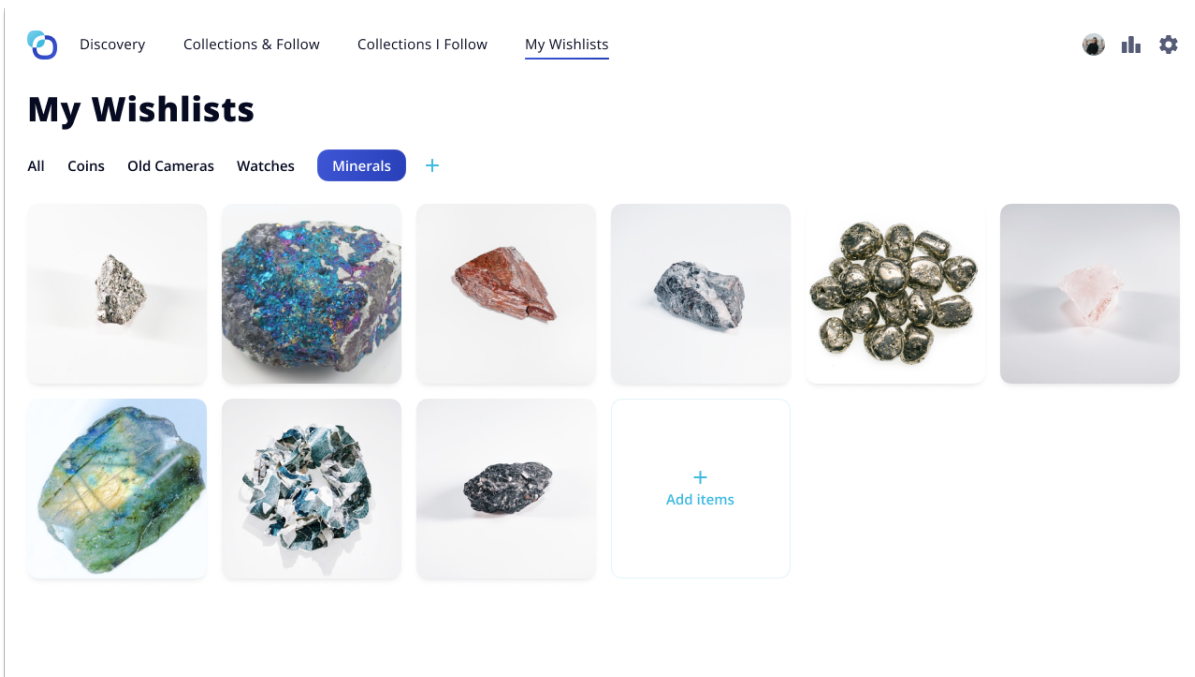 Discovery Collections & Follow Collections I Follow My Wishlists
My Wishlists
All Coins Old Cameras Watches Minerals +
+
Add items